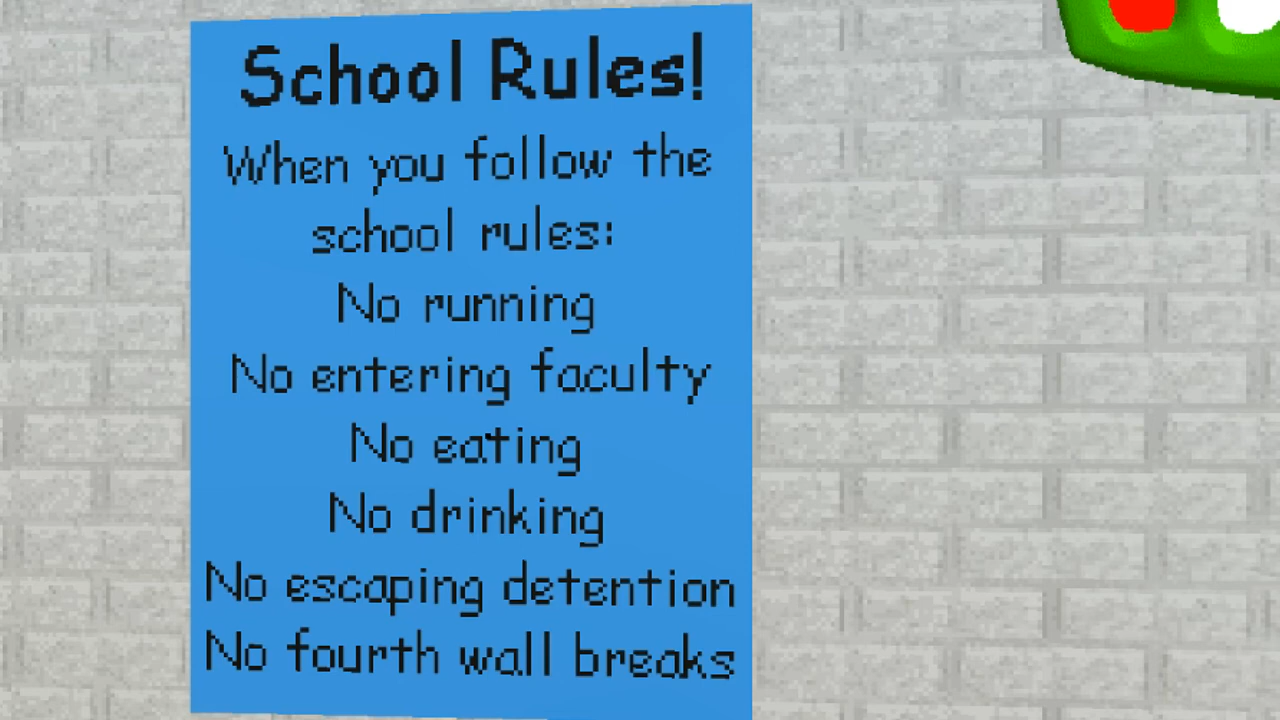 School Rules!
When you follow the
school rules:
No running
No entering faculty
No eating
No drinking
No escaping detention
No fourth wall breaks